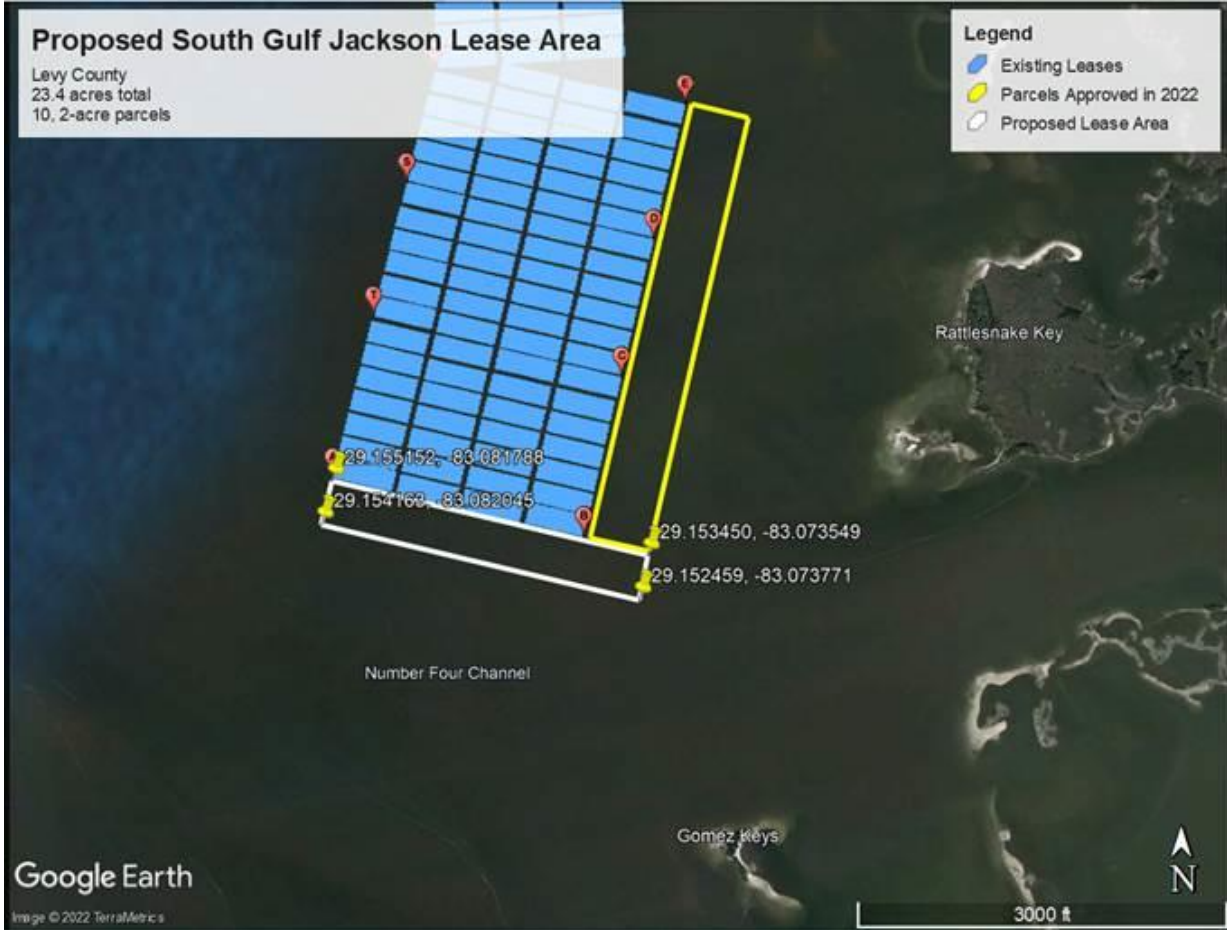 Proposed South Gulf Jackson Lease Area
Levy County
23.4 acres total
10, 2-acre parcels
Legend
Existing Leases
Parcels Approved in 2022
Proposed Lease Area
E
S
D
T
C
Rattlesnake Key
29.155152, -83.081788
29.154163, -83.082045
B
29.153450, -83.073549
29.152459, -83.073771
Number Four Channel
Gomez Keys
Google Earth
N
Image © 2022 TerraMetrics
3000 ft